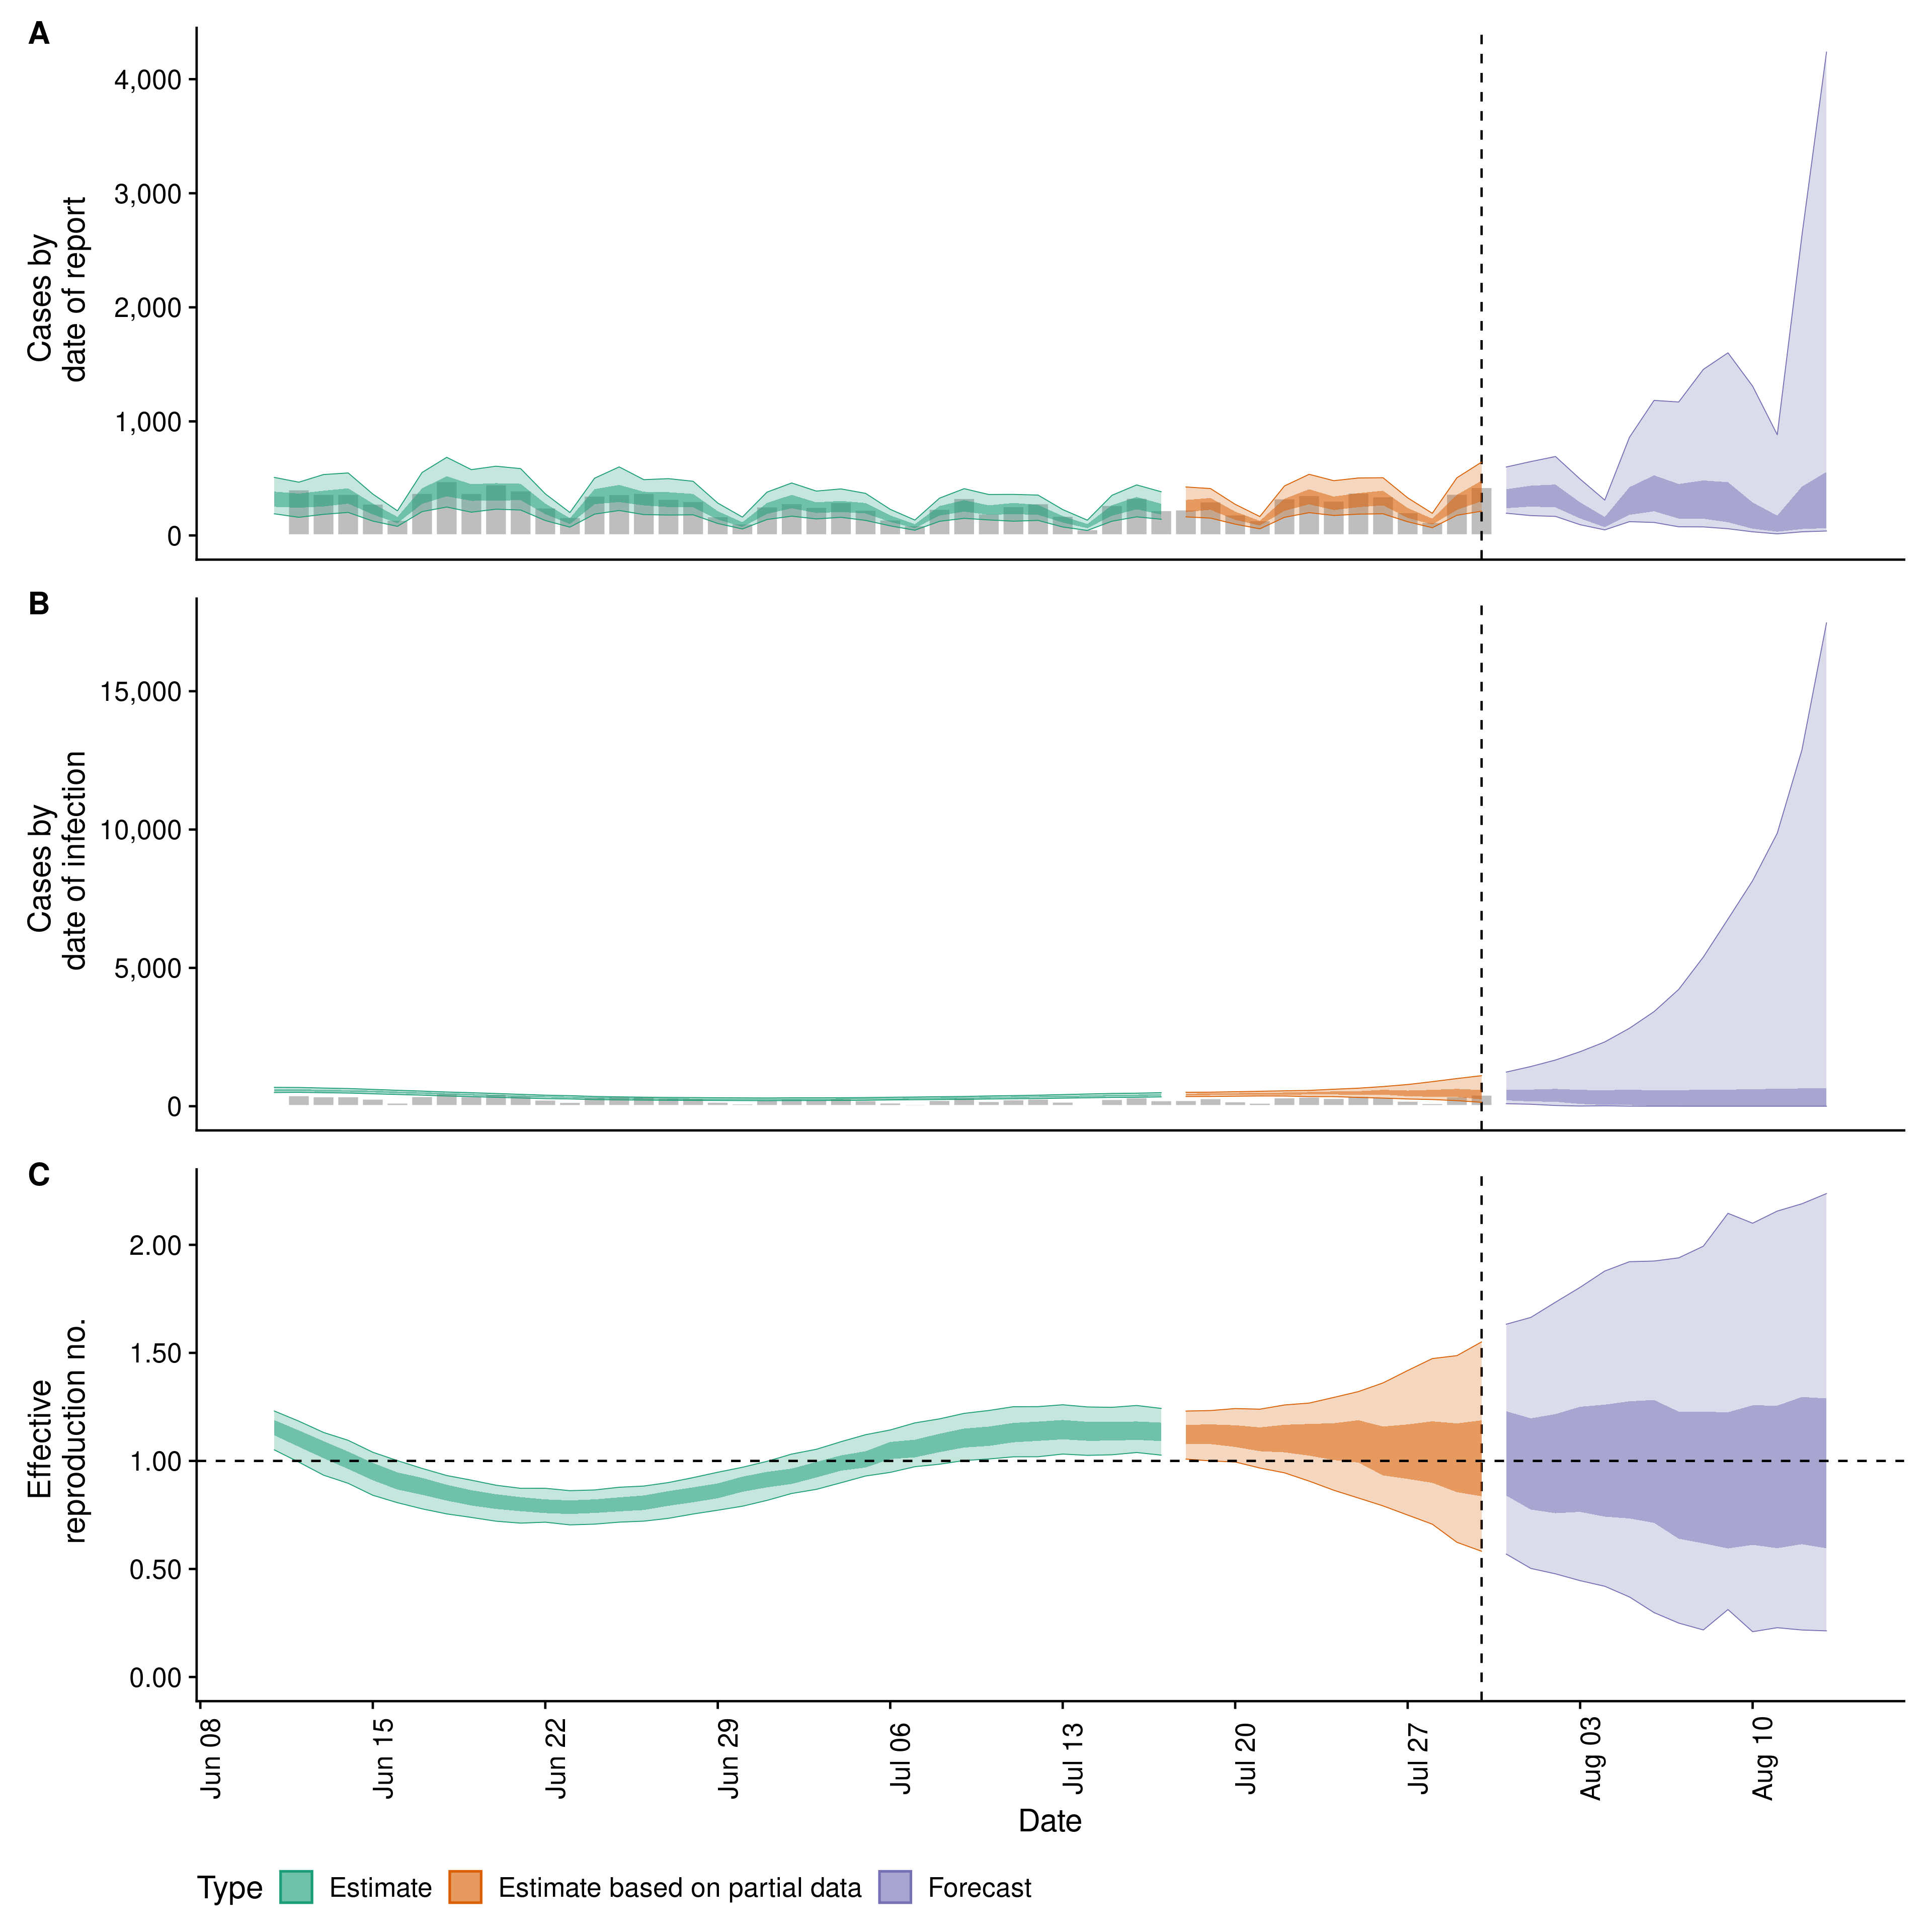 A
Cases by
date of report
4,000
3,000
2,000
1,000
0
B
Cases by
date of infection
15,000
10,000
5,000
0
C
Effective
reproduction no.
2.00
1.50
1.00
0.50
0.00
Jun 08
Jun 15
Jun 22
Jun 29
Jul 06
Jul 13
Jul 20
Jul 27
Aug 03
Aug 10
Date
Type Estimate Estimate based on partial data Forecast